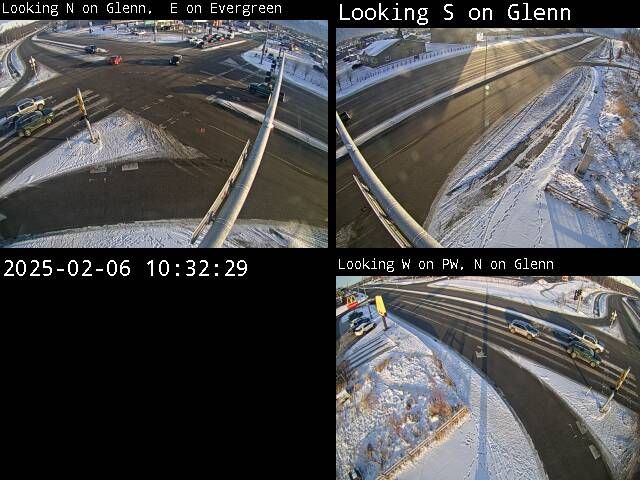 Looking N on Glenn, E on Evergreen
Looking S on Glenn
2025-02-06 10:32:29
Looking W on PW, N on Glenn